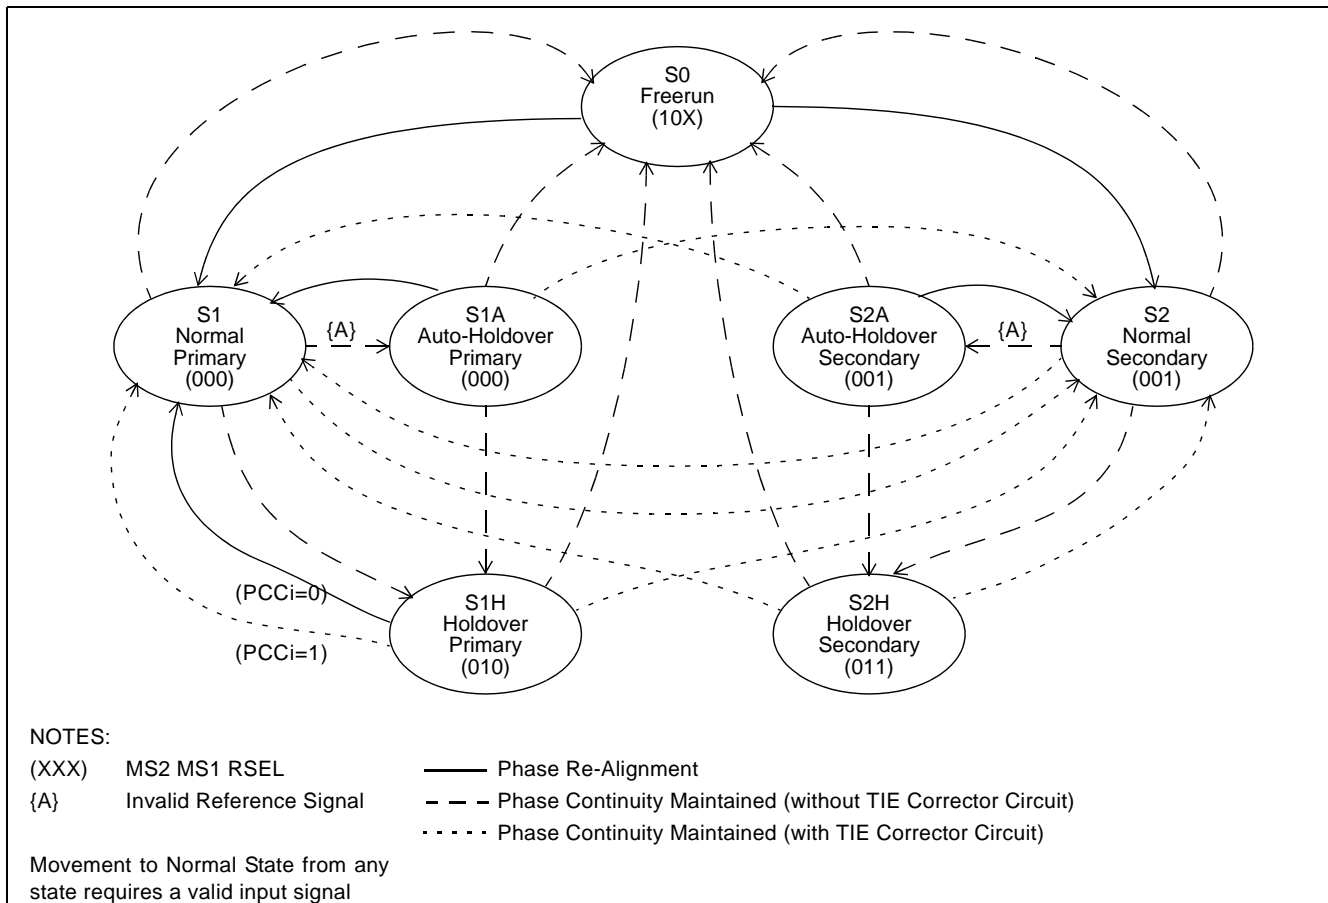 S0
Freerun
(10X)
S1
Normal
Primary
(000)
{A}
S1A
Auto-Holdover
Primary
(000)
S2A
Auto-Holdover
Secondary
(001)
{A}
S2
Normal
Secondary
(001)
(PCCi=0)
(PCCi=1)
S1H
Holdover
Primary
(010)
S2H
Holdover
Secondary
(011)
NOTES:
(XXX) MS2 MS1 RSEL
{A} Invalid Reference Signal
Phase Re-Alignment
Phase Continuity Maintained (without TIE Corrector Circuit)
Phase Continuity Maintained (with TIE Corrector Circuit)
Movement to Normal State from any
state requires a valid input signal